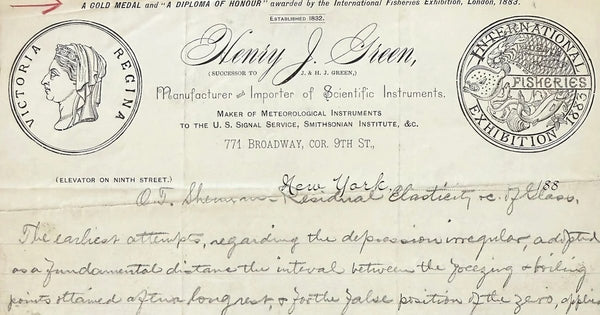 A GOLD MEDAL and "A DIPLOMA OF HONOUR" awarded by the International Fisheries Exhibition, London, 1883.
ESTABLISHED 1832.
VICTORIA REGINA
Henry J. Green,
(SUCCESSOR TO J. & H. J. GREEN,)
Manufacturer and Importer of Scientific Instruments.
MAKER OF METEOROLOGICAL INSTRUMENTS
TO THE U. S. SIGNAL SERVICE, SMITHSONIAN INSTITUTE, &c.
771 BROADWAY, COR. 9TH ST.,
INTERNATIONAL FISHERIES EXHIBITION 1883
(ELEVATOR ON NINTH STREET.)
New York, 188
O.T. Sherman - Residual Elasticity &c. of Glass.
The earliest attempts, regarding the depression irregular, adopted
as a fundamental distane the inteval between the freezing & boiling
points obtained after a long rest, & for the false position of the zero,